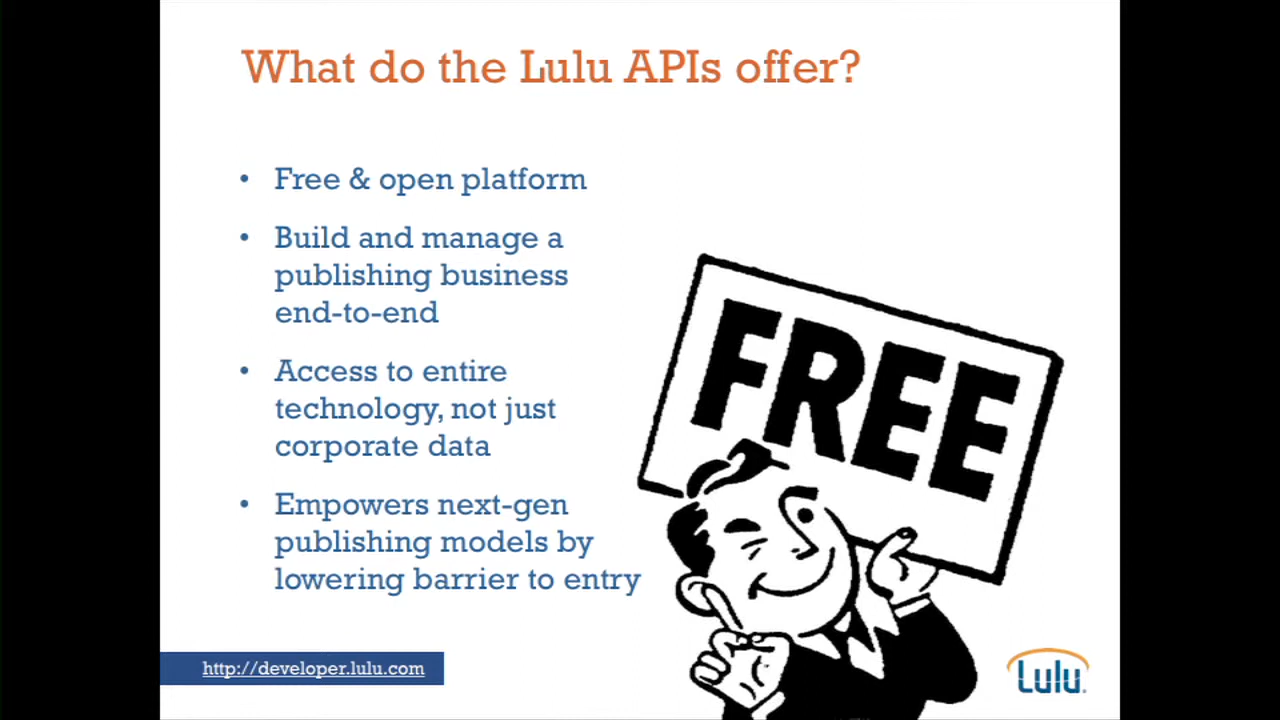 What do the Lulu APIs offer?
• Free & open platform
• Build and manage a
publishing business
end-to-end
• Access to entire
technology, not just
corporate data
• Empowers next-gen
publishing models by
lowering barrier to entry
FREE
http://developer.lulu.com
Lulu